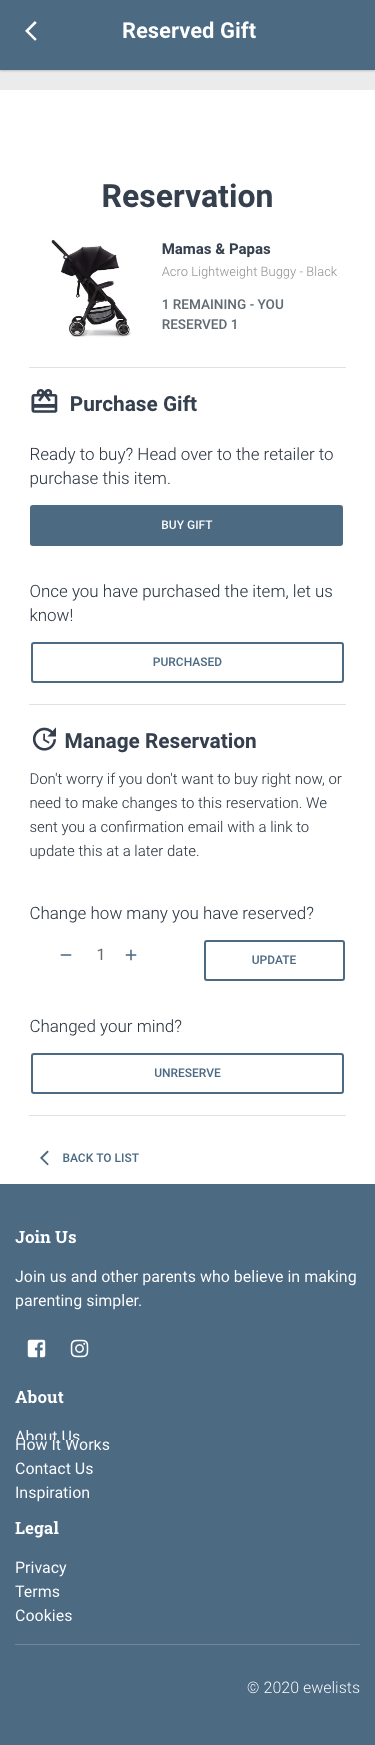 Reserved Gift
Reservation
Mamas & Papas
Acro Lightweight Buggy - Black
1 REMAINING - YOU
RESERVED 1
Purchase Gift
Ready to buy? Head over to the retailer to
purchase this item.
BUY GIFT
Once you have purchased the item, let us
know!
PURCHASED
Manage Reservation
Don't worry if you don't want to buy right now, or
need to make changes to this reservation. We
sent you a confirmation email with a link to
update this at a later date.
Change how many you have reserved?
− 1 + UPDATE
Changed your mind?
UNRESERVE
BACK TO LIST
Join Us
Join us and other parents who believe in making
parenting simpler.
About
About Us
How It Works
Contact Us
Inspiration
Legal
Privacy
Terms
Cookies
© 2020 ewelists